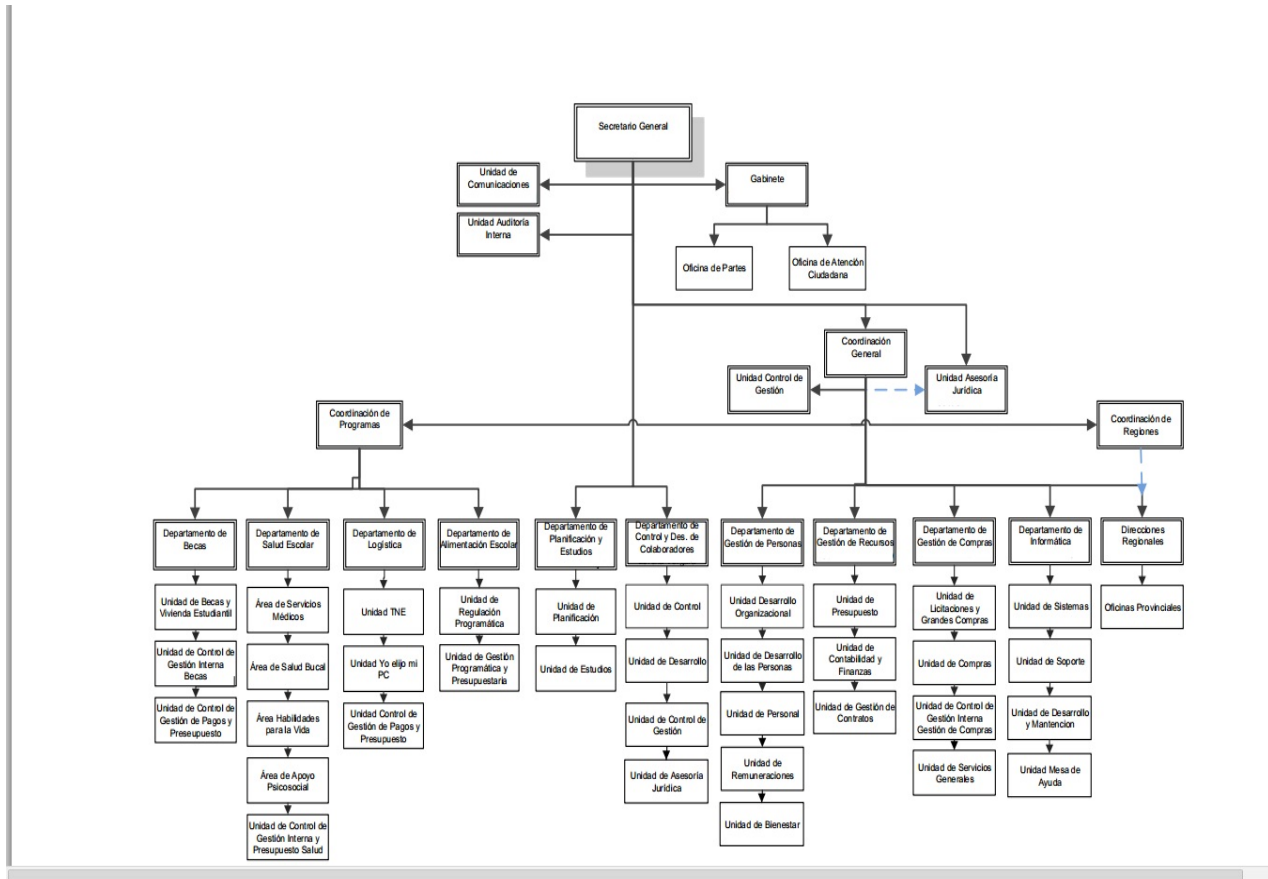 Secretario General
Unidad de
Comunicaciones
Gabinete
Unidad Auditoría
Interna
Oficina de Partes
Oficina de Atención
Ciudadana
Coordinación
General
Unidad Control de
Gestión
Unidad Asesoría
Jurídica
Coordinación de
Programas
Coordinación de
Regiones
Departamento de
Becas
Departamento de
Salud Escolar
Departamento de
Logística
Departamento de
Alimentación Escolar
Departamento de
Planificación y
Estudios
Departamento de
Control y Des. de
Colaboradores
Departamento de
Gestión de Personas
Departamento de
Gestión de Recursos
Departamento de
Gestión de Compras
Departamento de
Informática
Direcciones
Regionales
Unidad de Becas y
Vivienda Estudiantil
Unidad de Control de
Gestión Interna
Becas
Unidad de Control de
Gestión de Pagos y
Preseupuesto
Área de Servicios
Médicos
Área de Salud Bucal
Área Habilidades
para la Vida
Área de Apoyo
Psicosocial
Unidad de Control de
Gestión Interna y
Presupuesto Salud
Unidad TNE
Unidad Yo elijo mi
PC
Unidad Control de
Gestión de Pagos y
Presupuesto
Unidad de
Regulación
Programática
Unidad de Gestión
Programática y
Presupuestaria
Unidad de
Planificación
Unidad de Estudios
Unidad de Control
Unidad de Desarrollo
Unidad de Control de
Gestión
Unidad de Asesoría
Jurídica
Unidad Desarrollo
Organizacional
Unidad de Desarrollo
de las Personas
Unidad de Personal
Unidad de
Remuneraciones
Unidad de Bienestar
Unidad de
Presupuesto
Unidad de
Contabilidad y
Finanzas
Unidad de Gestión de
Contratos
Unidad de
Licitaciones y
Grandes Compras
Unidad de Compras
Unidad de Control de
Gestión Interna
Gestión de Compras
Unidad de Servicios
Generales
Unidad de Sistemas
Unidad de Soporte
Unidad de Desarrollo
y Mantencion
Unidad Mesa de
Ayuda
Oficinas Provinciales